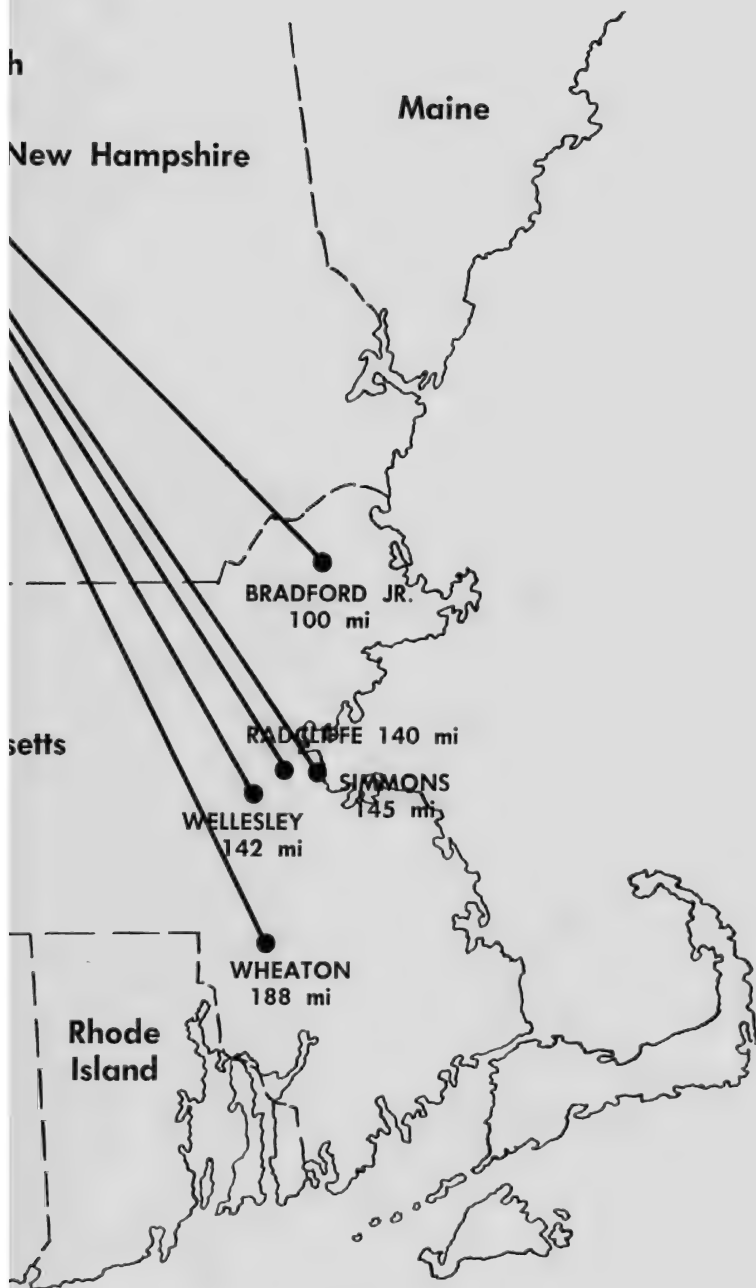 h
Maine
New Hampshire
BRADFORD JR.
100 mi
RADCLIFFE 140 mi
setts
SIMMONS
145 mi
WELLESLEY
142 mi
WHEATON
188 mi
Rhode
Island